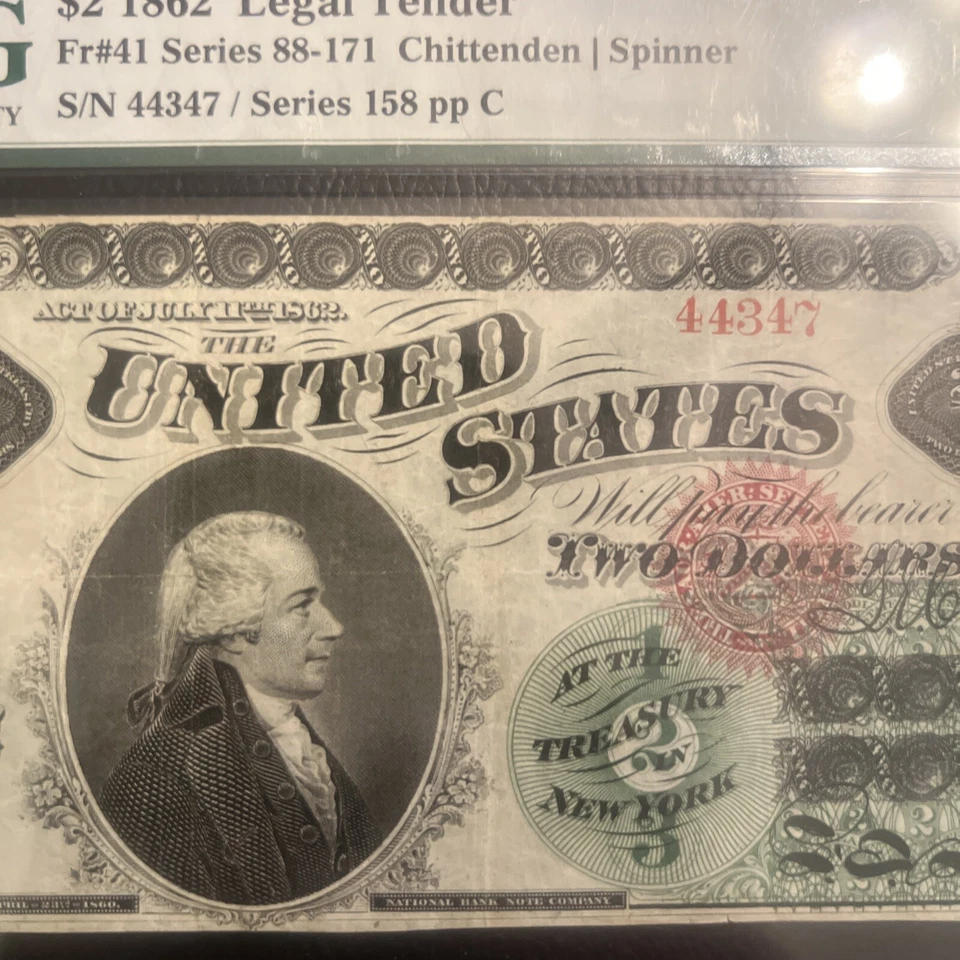 $2 1862 Legal Tender
Fr#41 Series 88-171 Chittenden | Spinner
S/N 44347 / Series 158 pp C
ACT OF JULY 11TH 1862.
44347
THE
UNITED
STATES
Will pay the bearer
TWO DOLLARS
AT THE
TREASURY
IN
NEW YORK
2
NATIONAL BANK NOTE COMPANY.